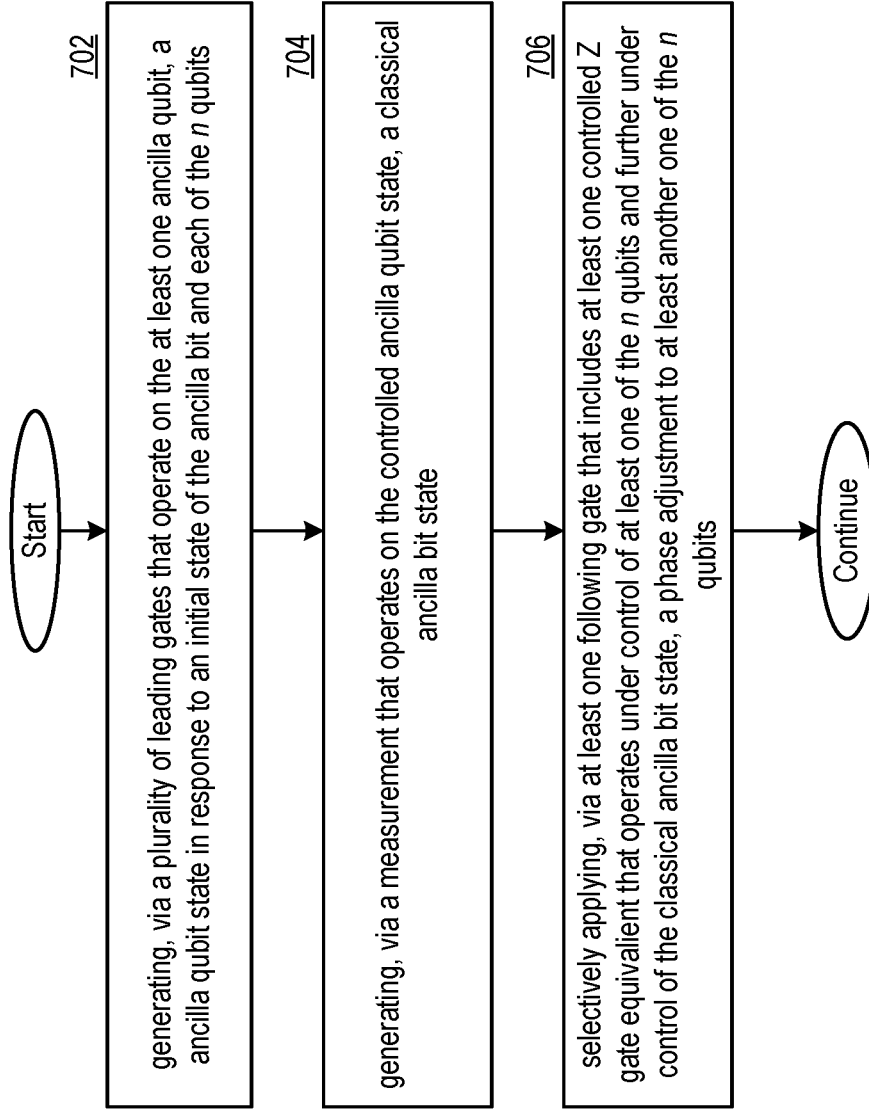 Start
702
generating, via a plurality of leading gates that operate on the at least one ancilla qubit, a
ancilla qubit state in response to an initial state of the ancilla bit and each of the n qubits
704
generating, via a measurement that operates on the controlled ancilla qubit state, a classical
ancilla bit state
706
selectively applying, via at least one following gate that includes at least one controlled Z
gate equivalient that operates under control of at least one of the n qubits and further under
control of the classical ancilla bit state, a phase adjustment to at least another one of the n
qubits
Continue